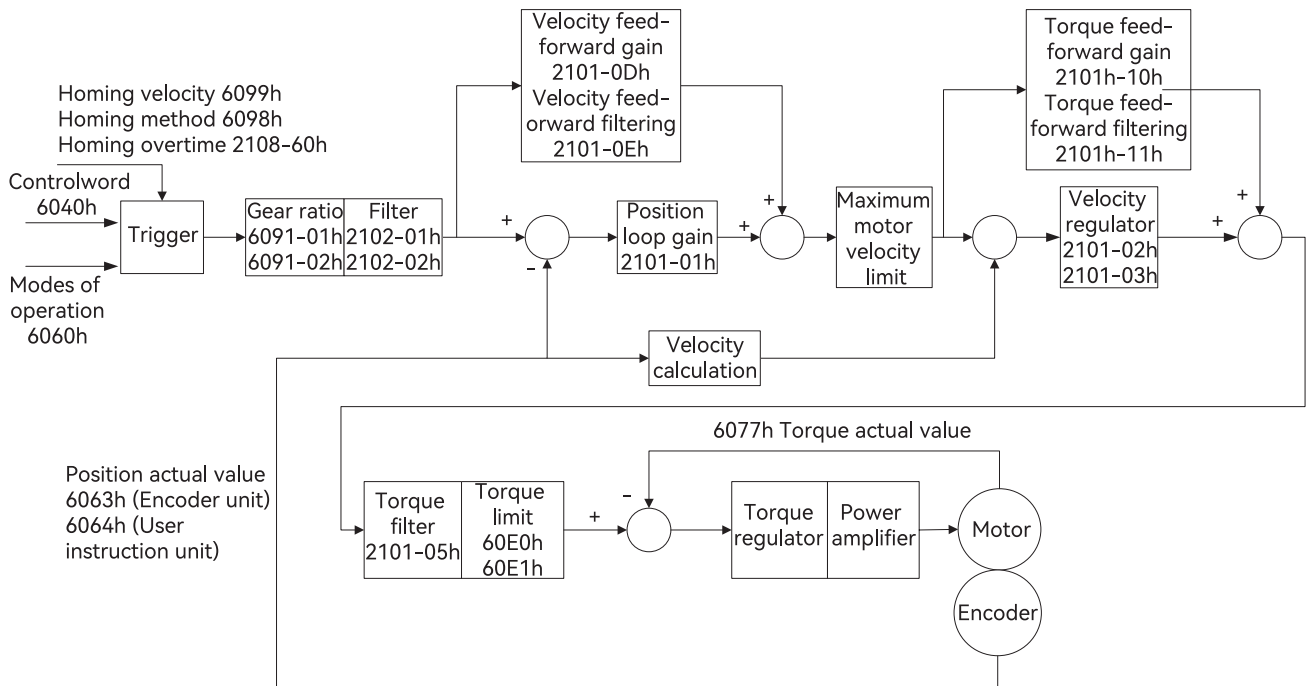 Velocity feed-
forward gain
2101-0Dh
Velocity feed-
orward filtering
2101-0Eh
Torque feed-
forward gain
2101h-10h
Torque feed-
forward filtering
2101h-11h
Homing velocity 6099h
Homing method 6098h
Homing overtime 2108-60h
Controlword
6040h
Trigger
Modes of
operation
6060h
Gear ratio
6091-01h
6091-02h
Filter
2102-01h
2102-02h
+
-
Position
loop gain
2101-01h
+
+
Maximum
motor
velocity
limit
Velocity
regulator
2101-02h
2101-03h
+
+
Velocity
calculation
6077h Torque actual value
Position actual value
6063h (Encoder unit)
6064h (User
instruction unit)
Torque
filter
2101-05h
Torque
limit
60E0h
60E1h
+
-
Torque
regulator
Power
amplifier
Motor
Encoder